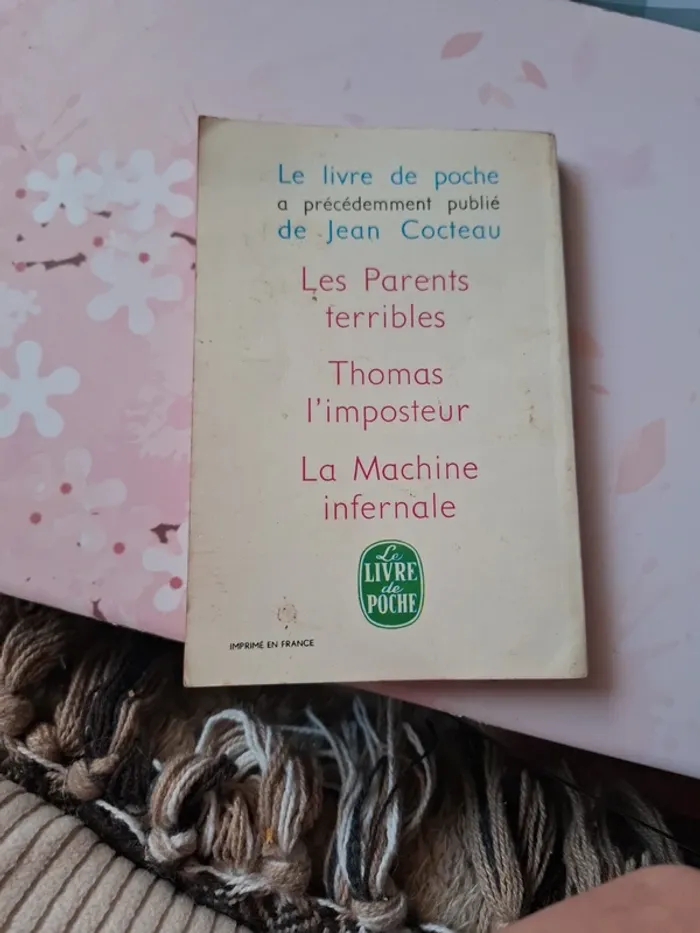 Le livre de poche
a précédemment publié
de Jean Cocteau
Les Parents
terribles
Thomas
l'imposteur
La Machine
infernale
Le
LIVRE
de
POCHE
IMPRIMÉ EN FRANCE